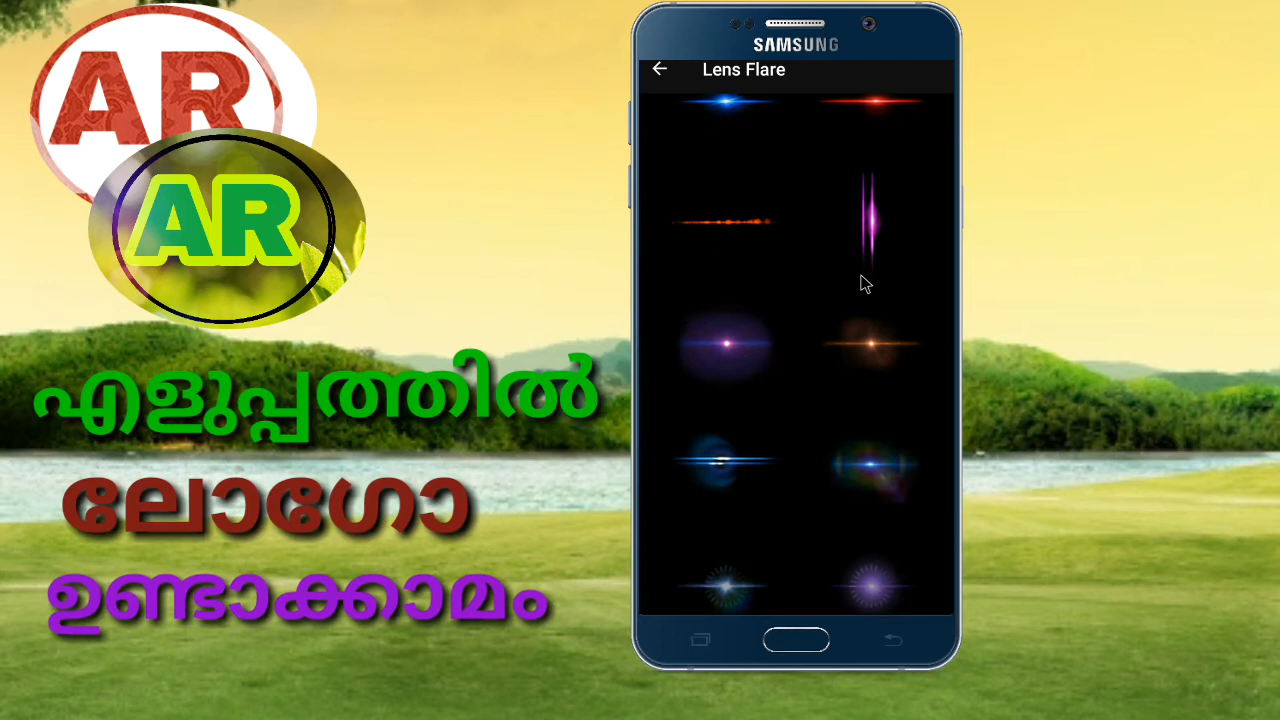 AR
AR
SAMSUNG
Lens Flare
എളുപ്പത്തിൽ
ലോഗോ
ഉണ്ടാക്കാമം